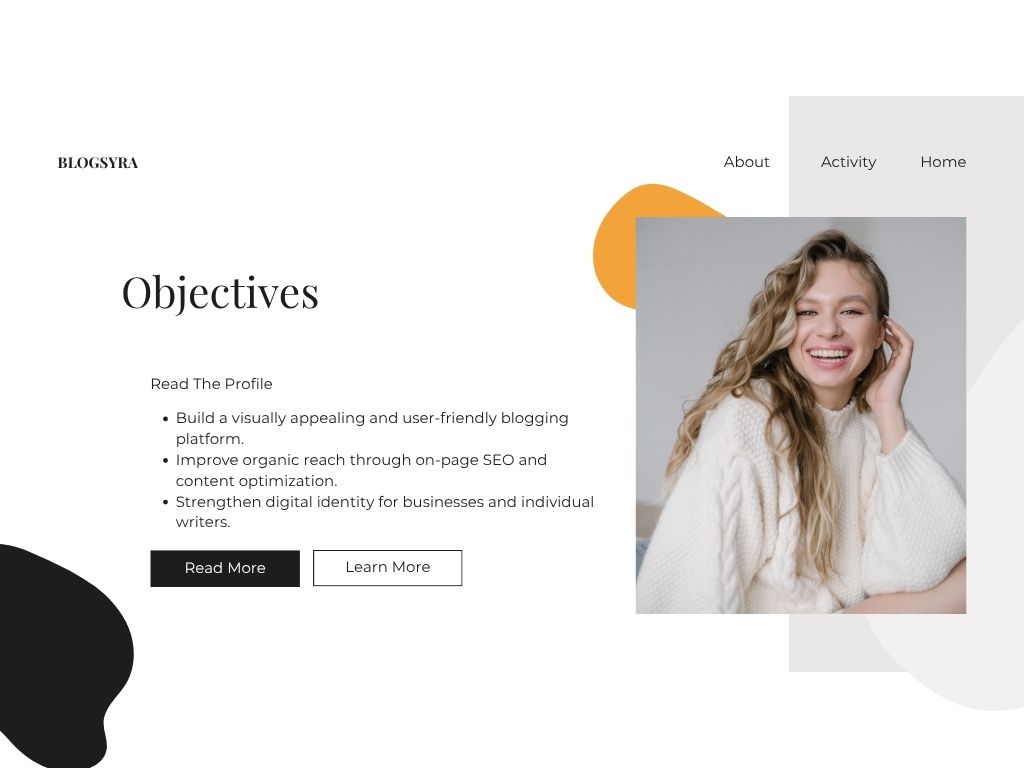 BLOGSYRA
About Activity Home
Objectives
Read The Profile
• Build a visually appealing and user-friendly blogging
platform.
• Improve organic reach through on-page SEO and
content optimization.
• Strengthen digital identity for businesses and individual
writers.
Read More Learn More